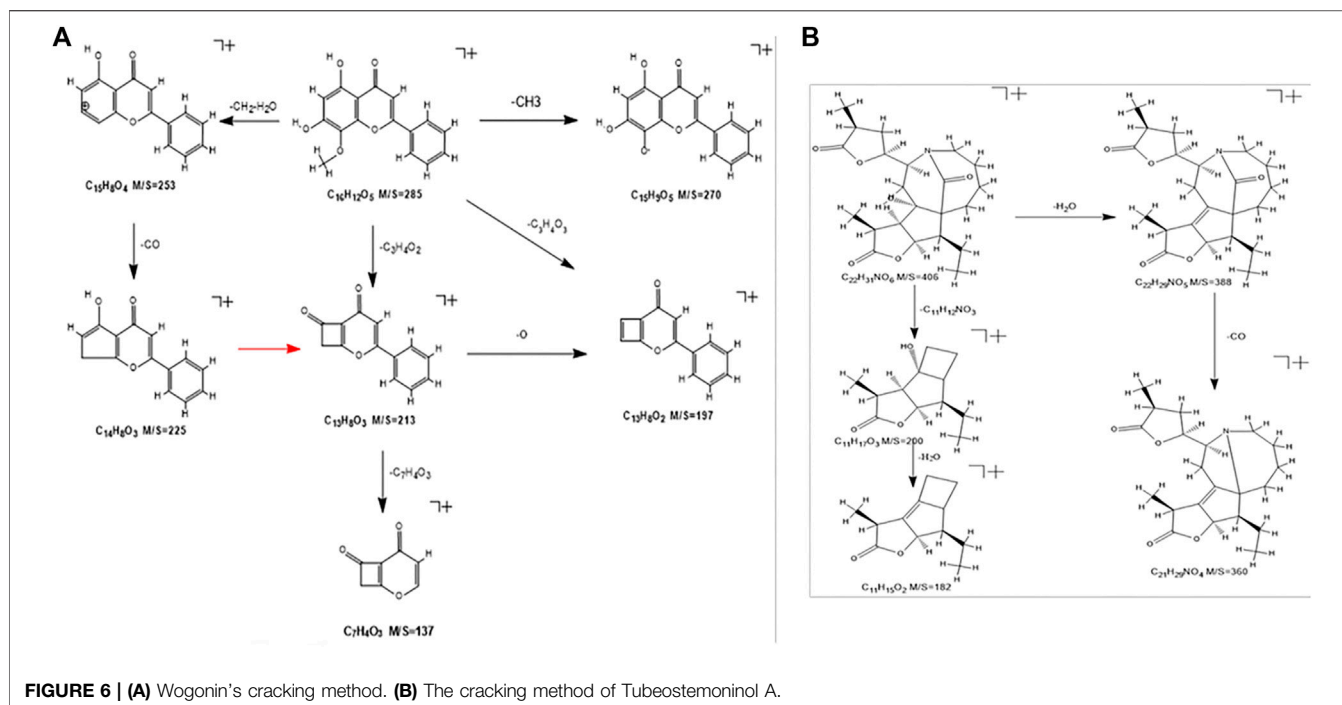 A
B
-CH2-H2O
-CH3
C15H8O4 M/S=253
C16H12O5 M/S=285
C15H9O5 M/S=270
-CO
-C3H4O2
-C3H4O3
-O
C14H8O3 M/S=225
C13H8O3 M/S=213
C13H8O2 M/S=197
-C7H4O3
C7H4O3 M/S=137
-H2O
C22H31NO6 M/S=406
C22H29NO5 M/S=388
-C11H12NO3
-CO
C11H17O3 M/S=200
-H2O
C11H15O2 M/S=182
C21H29NO4 M/S=360
FIGURE 6 | (A) Wogonin's cracking method. (B) The cracking method of Tubeostemoninol A.